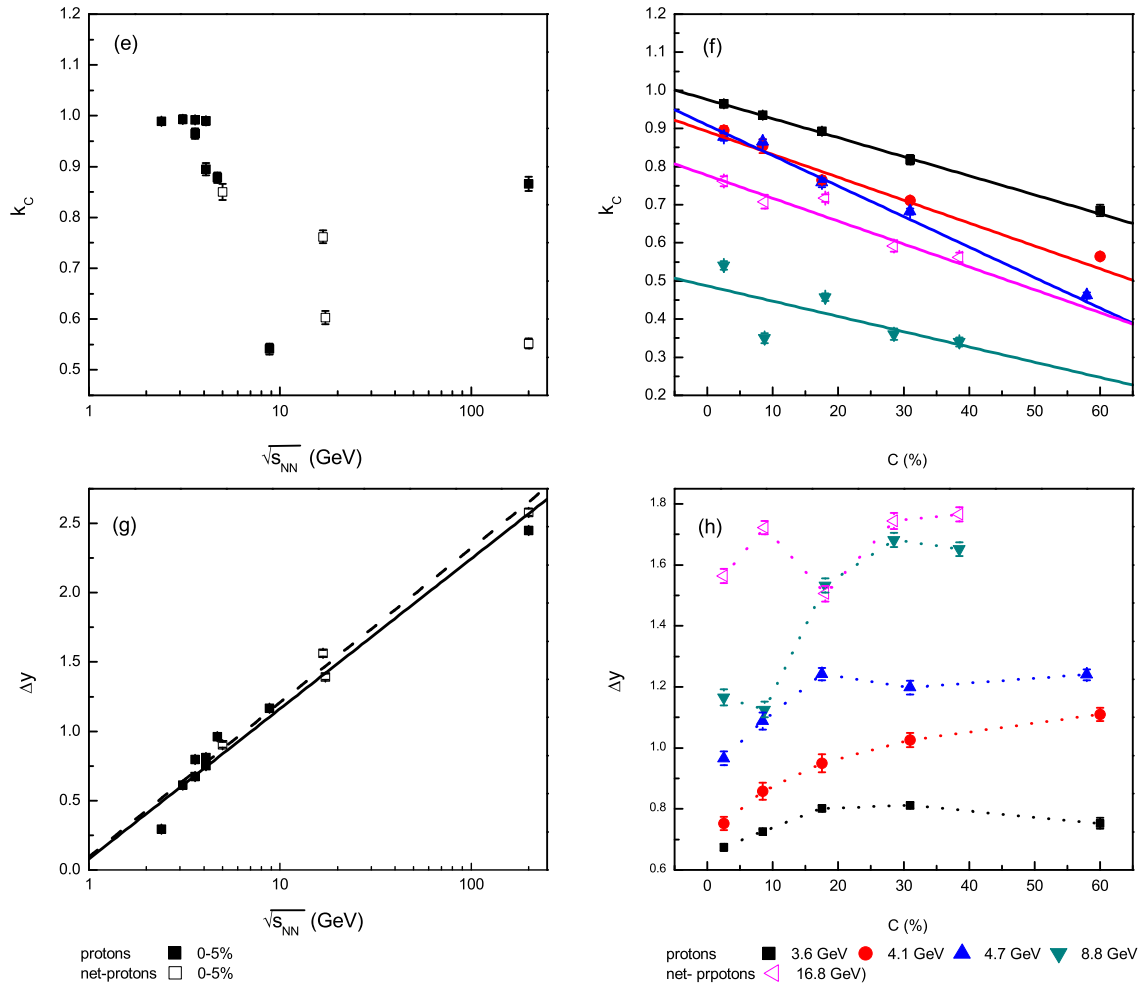 (e)
1.2
1.1
1.0
0.9
0.8
0.7
0.6
0.5
k_C
1 10 100
√s_NN (GeV)
(f)
1.2
1.1
1.0
0.9
0.8
0.7
0.6
0.5
0.4
0.3
0.2
k_C
0 10 20 30 40 50 60
C (%)
(g)
2.5
2.0
1.5
1.0
0.5
0.0
Δy
1 10 100
√s_NN (GeV)
(h)
1.8
1.6
1.4
1.2
1.0
0.8
0.6
Δy
0 10 20 30 40 50 60
C (%)
protons 0-5%
net-protons 0-5%
protons 3.6 GeV 4.1 GeV 4.7 GeV 8.8 GeV
net- prpotons 16.8 GeV)